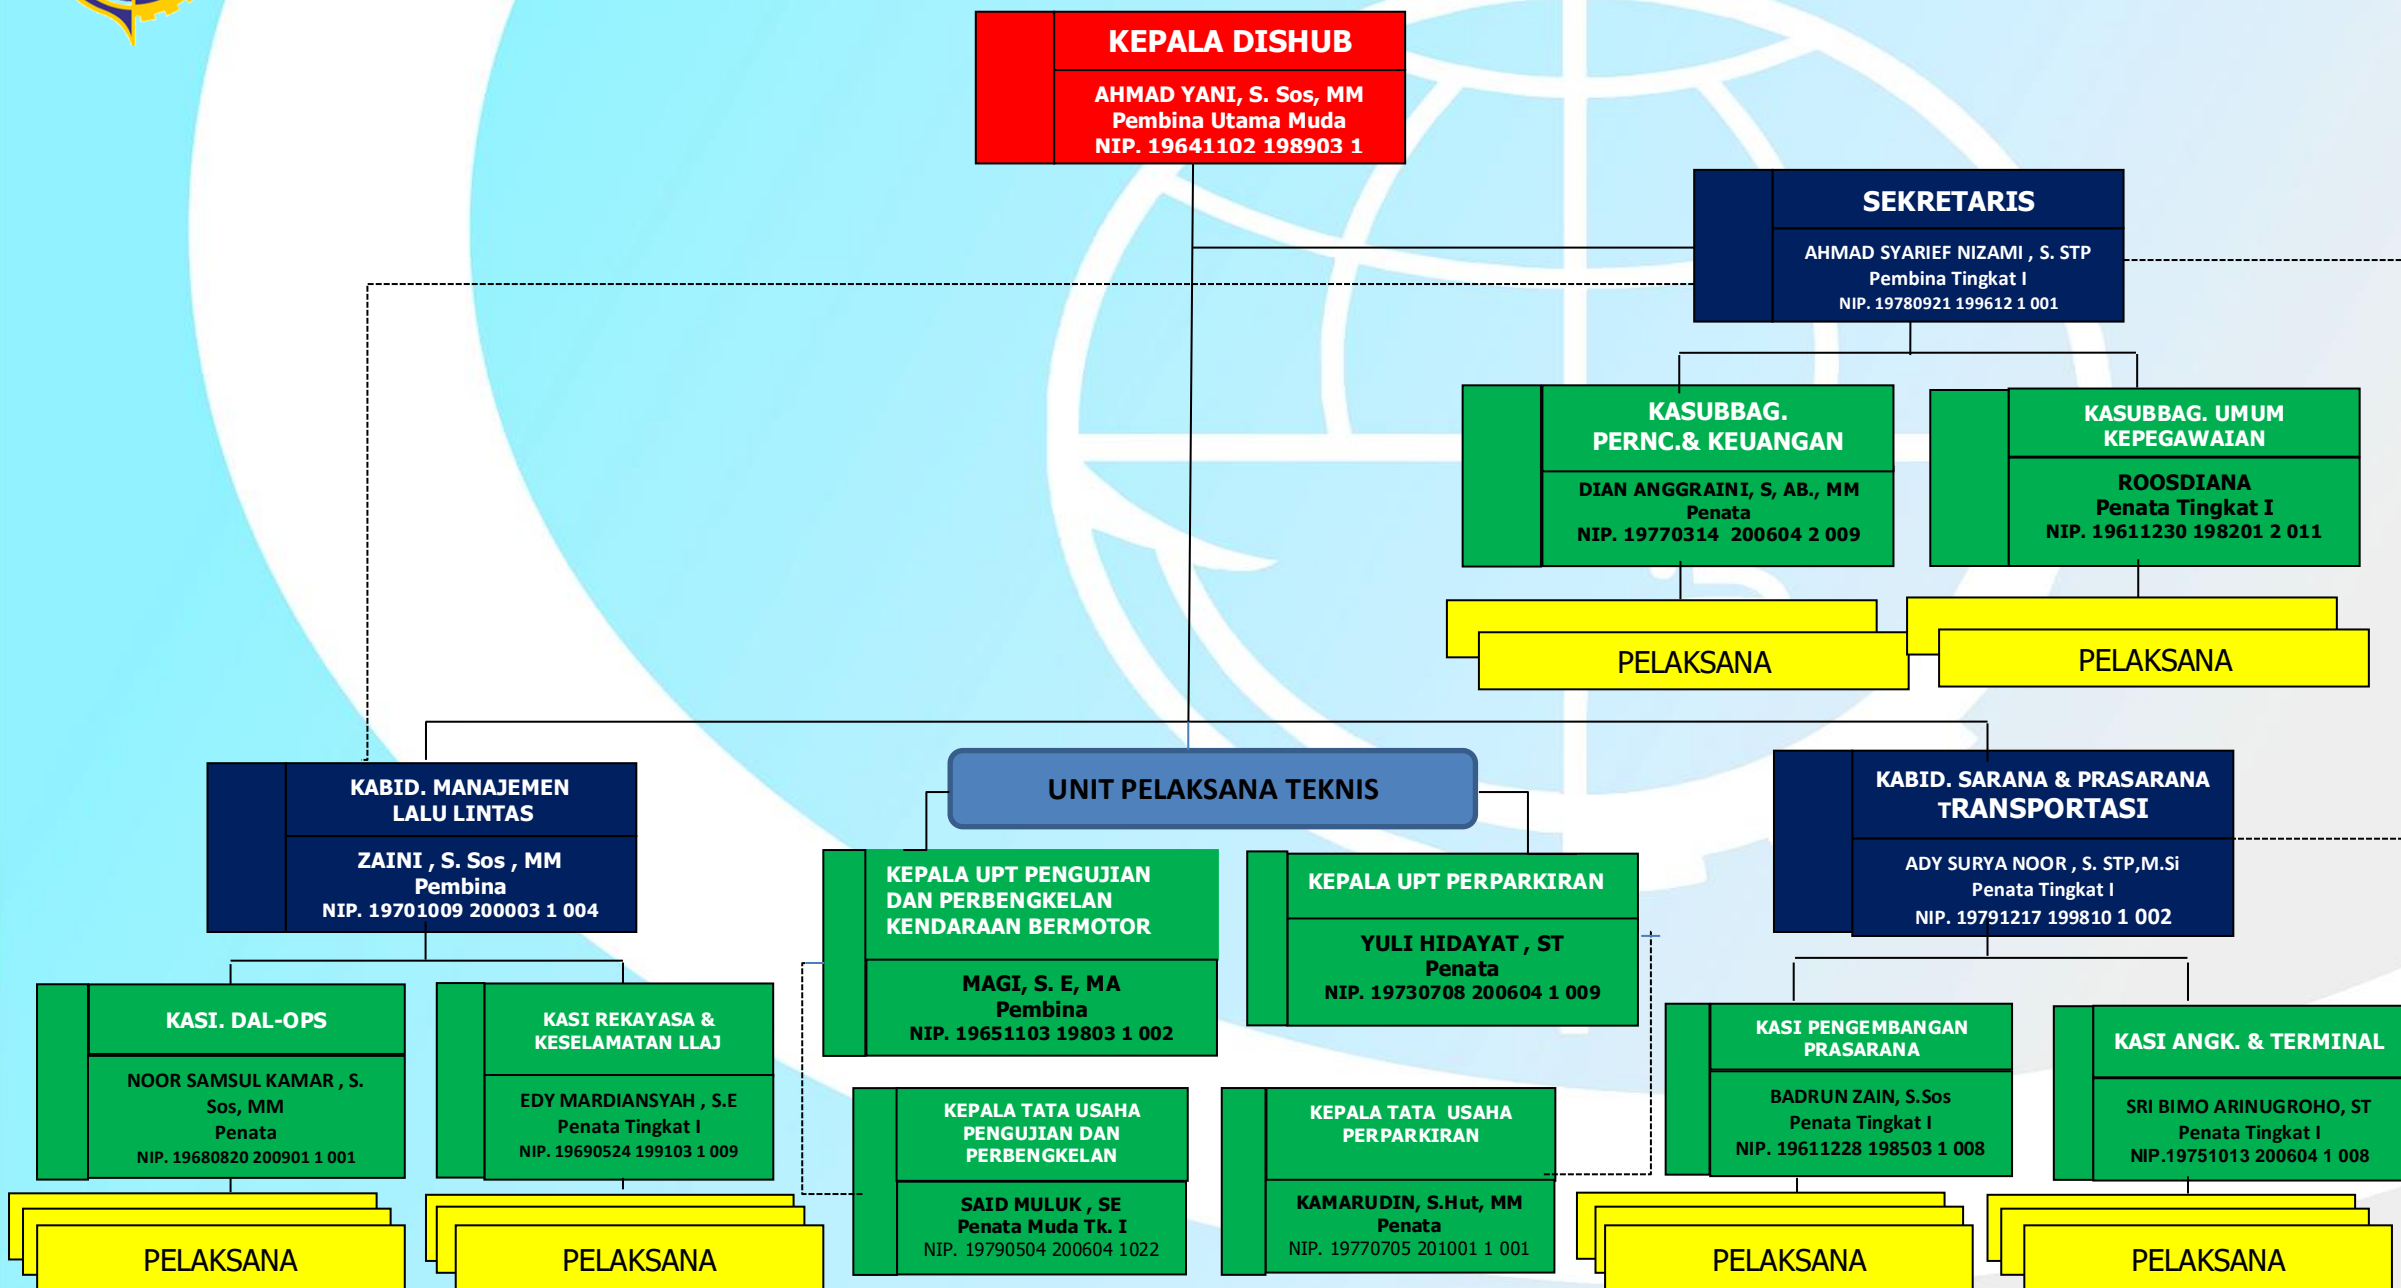 KEPALA DISHUB
AHMAD YANI, S. Sos, MM
Pembina Utama Muda
NIP. 19641102 198903 1
SEKRETARIS
AHMAD SYARIEF NIZAMI , S. STP
Pembina Tingkat I
NIP. 19780921 199612 1 001
KASUBBAG.
PERNC.& KEUANGAN
DIAN ANGGRAINI, S, AB., MM
Penata
NIP. 19770314 200604 2 009
KASUBBAG. UMUM
KEPEGAWAIAN
ROOSDIANA
Penata Tingkat I
NIP. 19611230 198201 2 011
PELAKSANA
PELAKSANA
KABID. MANAJEMEN
LALU LINTAS
ZAINI , S. Sos , MM
Pembina
NIP. 19701009 200003 1 004
UNIT PELAKSANA TEKNIS
KABID. SARANA & PRASARANA
TRANSPORTASI
ADY SURYA NOOR , S. STP,M.Si
Penata Tingkat I
NIP. 19791217 199810 1 002
KEPALA UPT PENGUJIAN
DAN PERBENGKELAN
KENDARAAN BERMOTOR
MAGI, S. E, MA
Pembina
NIP. 19651103 19803 1 002
KEPALA UPT PERPARKIRAN
YULI HIDAYAT , ST
Penata
NIP. 19730708 200604 1 009
KASI. DAL-OPS
NOOR SAMSUL KAMAR , S.
Sos, MM
Penata
NIP. 19680820 200901 1 001
KASI REKAYASA &
KESELAMATAN LLAJ
EDY MARDIANSYAH , S.E
Penata Tingkat I
NIP. 19690524 199103 1 009
KEPALA TATA USAHA
PENGUJIAN DAN
PERBENGKELAN
SAID MULUK , SE
Penata Muda Tk. I
NIP. 19790504 200604 1022
KEPALA TATA USAHA
PERPARKIRAN
KAMARUDIN, S.Hut, MM
Penata
NIP. 19770705 201001 1 001
KASI PENGEMBANGAN
PRASARANA
BADRUN ZAIN, S.Sos
Penata Tingkat I
NIP. 19611228 198503 1 008
KASI ANGK. & TERMINAL
SRI BIMO ARINUGROHO, ST
Penata Tingkat I
NIP.19751013 200604 1 008
PELAKSANA
PELAKSANA
PELAKSANA
PELAKSANA